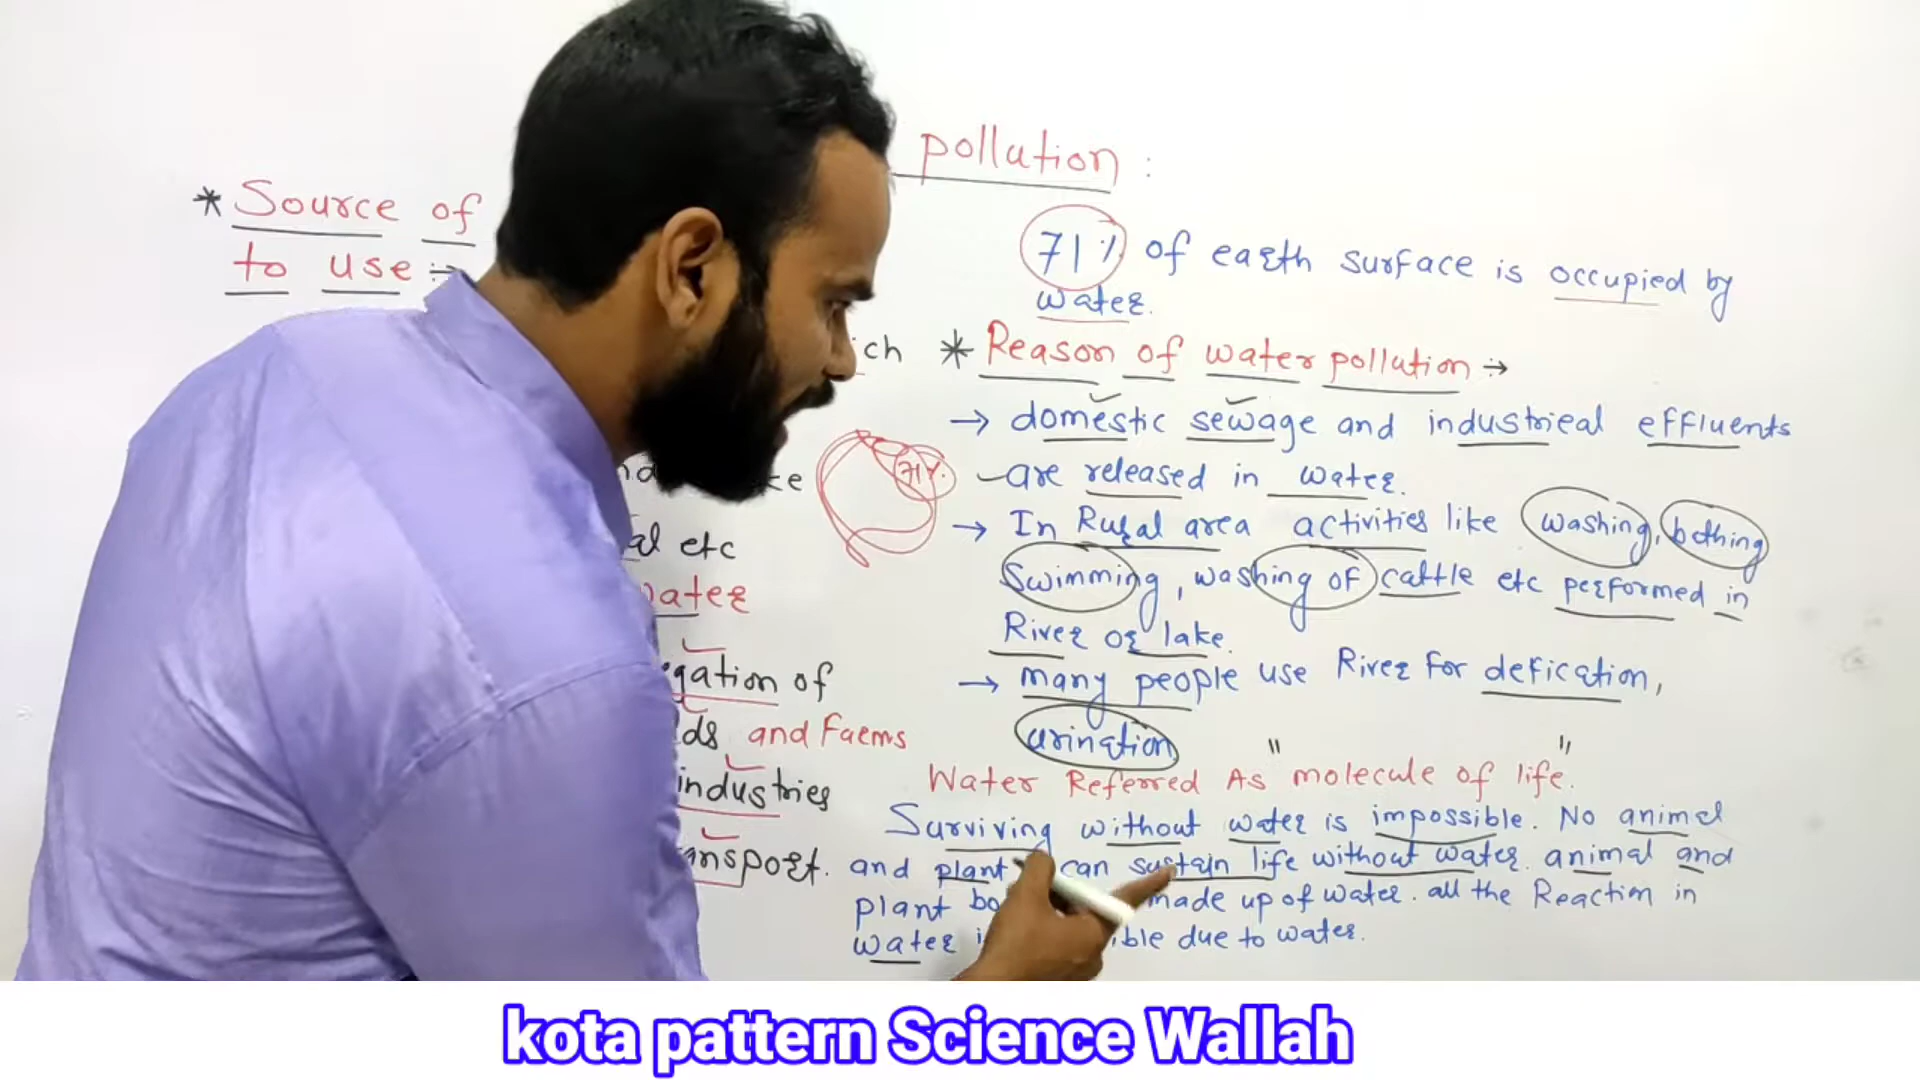 pollution :
* Source of
to use :→
71% of earth surface is occupied by
water.
ch
* Reason of water pollution →
→ domestic sewage and industrieal effluents
are released in water.
71%.
→ In Rural area activities like washing, bathing
Swimming, washing of cattle etc performed in
River or lake.
→ many people use River for defication,
urination
al etc
water
gation of
lds and Farms
industries
ansport.
Water Referred As "molecule of life".
Surviving without water is impossible. No animal
and plant can sustain life without water. animal and
plant bo made up of water. all the Reaction in
water i ible due to water.
kota pattern Science Wallah